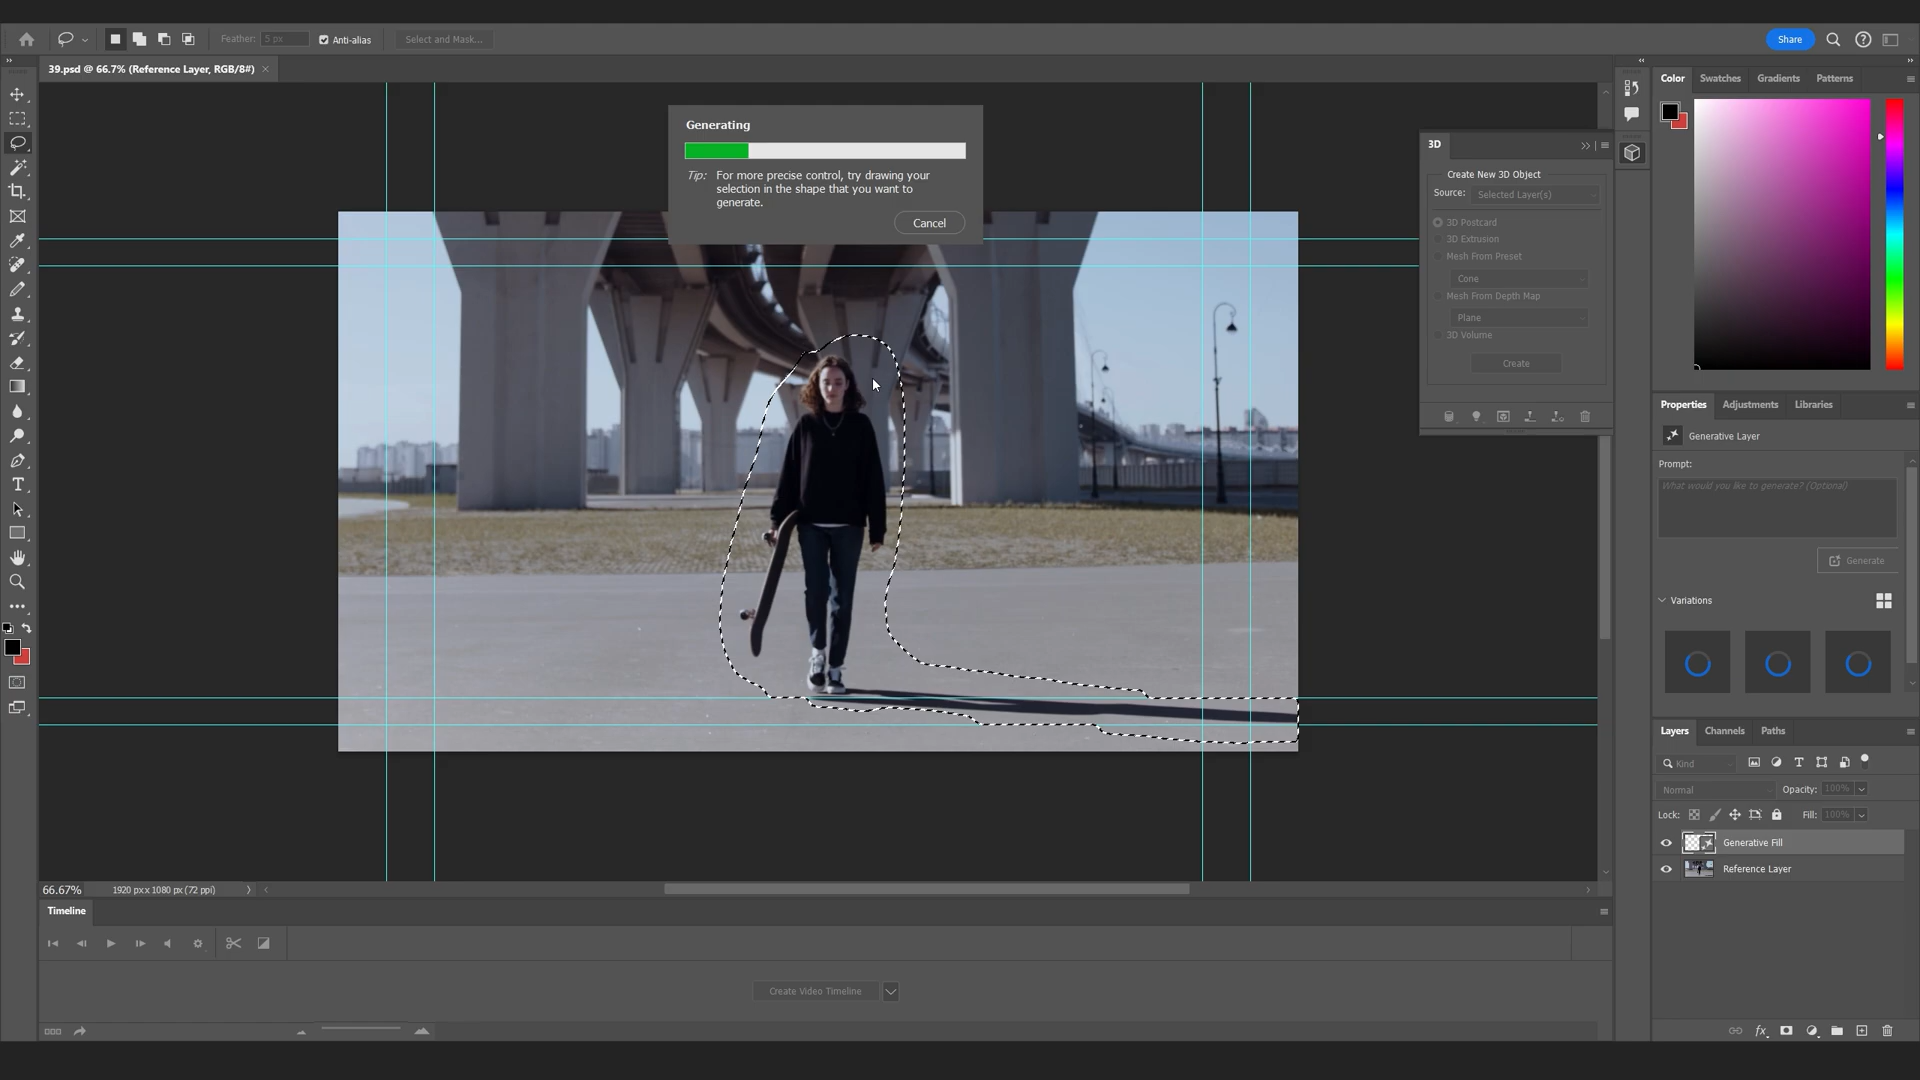 Feather: 5 px
Anti-alias
Select and Mask...
Share
39.psd @ 66.7% (Reference Layer, RGB/8#)
Generating
Tip: For more precise control, try drawing your
selection in the shape that you want to
generate.
Cancel
3D
Create New 3D Object
Source: Selected Layer(s)
3D Postcard
3D Extrusion
Mesh From Preset
Cone
Mesh From Depth Map
Plane
3D Volume
Create
Color Swatches Gradients Patterns
Properties Adjustments Libraries
Generative Layer
Prompt:
What would you like to generate? (Optional)
Generate
Variations
Layers Channels Paths
Kind
Normal Opacity: 100%
Lock: Fill: 100%
Generative Fill
Reference Layer
66.67% 1920 px x 1080 px (72 ppi)
Timeline
Create Video Timeline